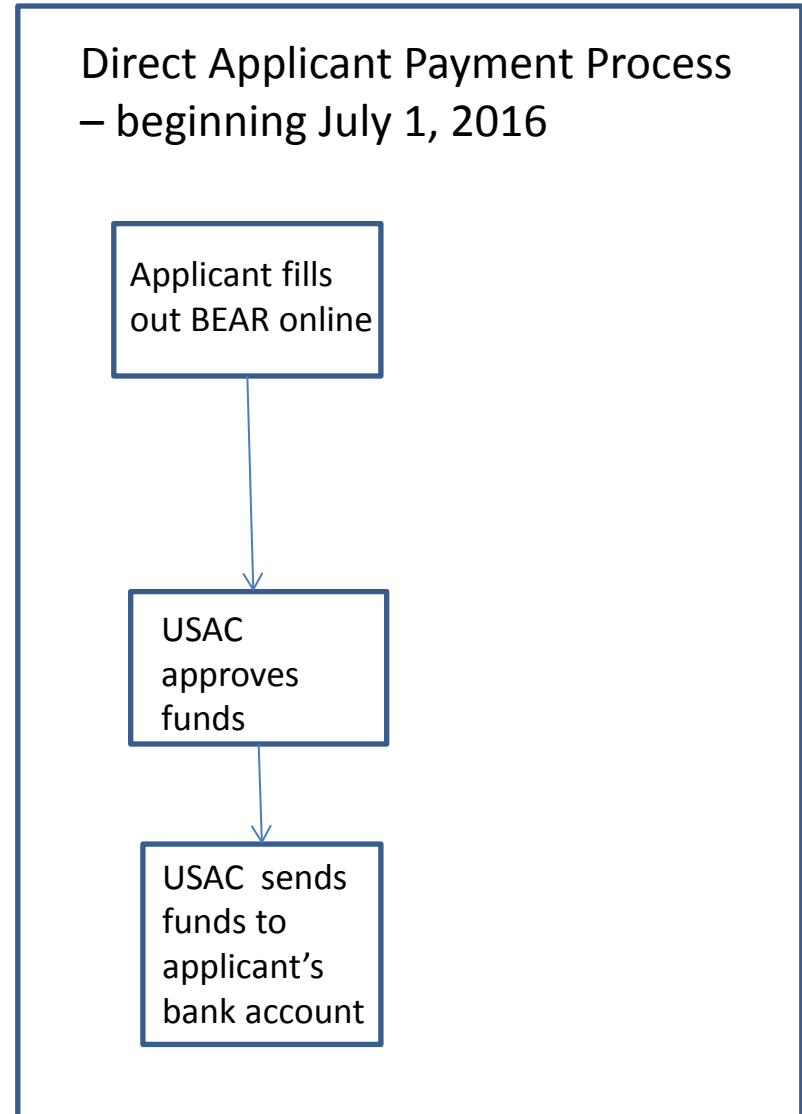 Direct Applicant Payment Process
– beginning July 1, 2016
Applicant fills
out BEAR online
USAC
approves
funds
USAC  sends
funds to
applicant’s
bank account